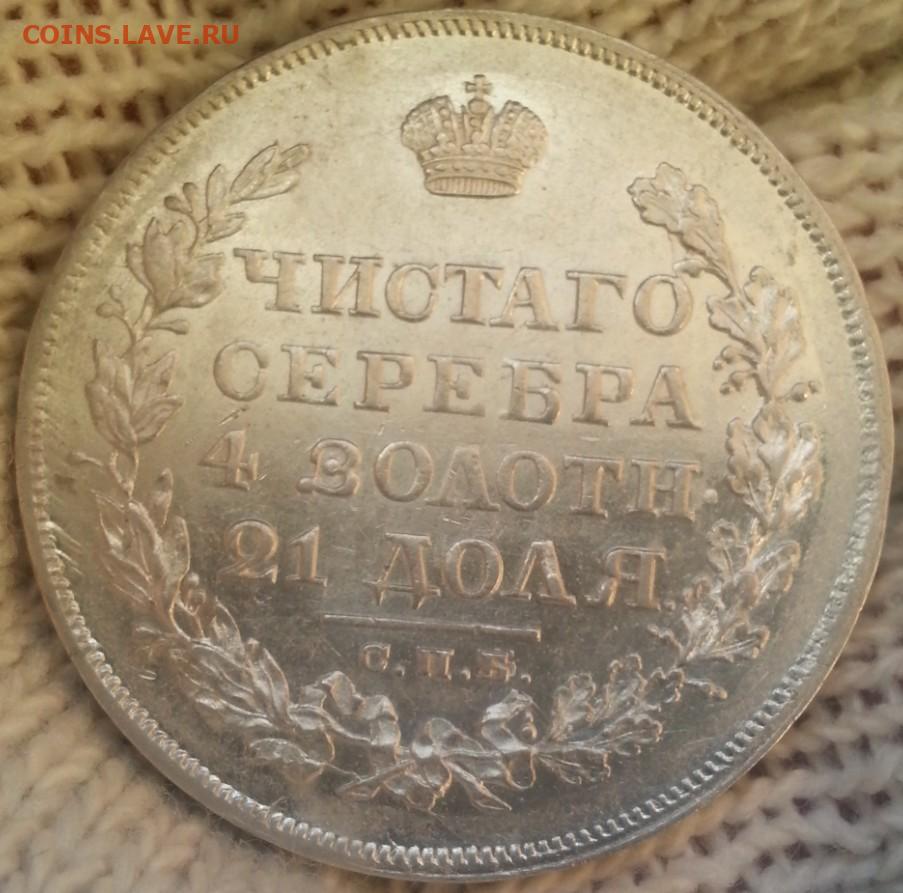 COINS.LAVE.RU
ЧИСТАГО
СЕРЕБРА
4 ЗОЛОТН
21 ДОЛЯ.
С.П.Б.